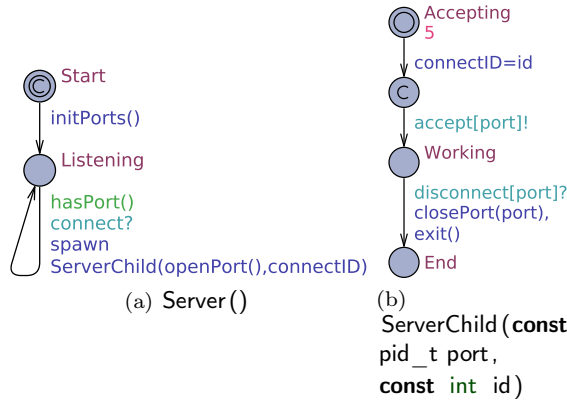 Start
initPorts()
Listening
hasPort()
connect?
spawn
ServerChild(openPort(),connectID)
(a) Server()
Accepting
5
connectID=id
C
accept[port]!
Working
disconnect[port]?
closePort(port),
exit()
End
(b)
ServerChild(const
pid_t port,
const int id)